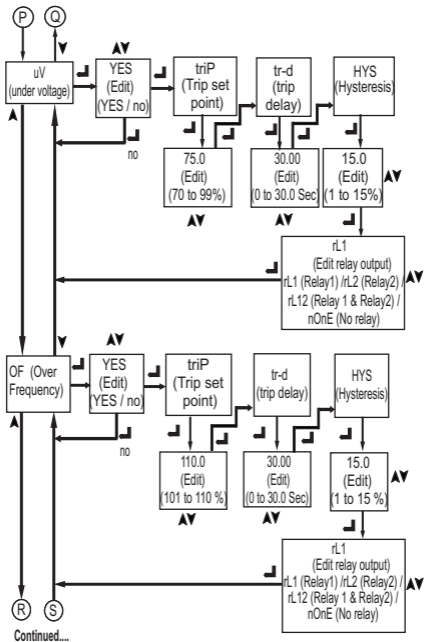 P
Q
uV
(under voltage)
YES
(Edit)
(YES / no)
no
triP
(Trip set
point)
tr-d
(trip
delay)
HYS
(Hysteresis)
75.0
(Edit)
(70 to 99%)
30.00
(Edit)
(0 to 30.0 Sec)
15.0
(Edit)
(1 to 15%)
rL1
(Edit relay output)
rL1 (Relay1) /rL2 (Relay2) /
rL12 (Relay 1 & Relay2) /
nOnE (No relay)
OF (Over
Frequency)
YES
(Edit)
(YES / no)
no
triP
(Trip set
point)
tr-d
(trip delay)
HYS
(Hysteresis)
110.0
(Edit)
(101 to 110 %)
30.00
(Edit)
(0 to 30.0 Sec)
15.0
(Edit)
(1 to 15 %)
rL1
(Edit relay output)
rL1 (Relay1) /rL2 (Relay2) /
rL12 (Relay 1 & Relay2) /
nOnE (No relay)
R
S
Continued....